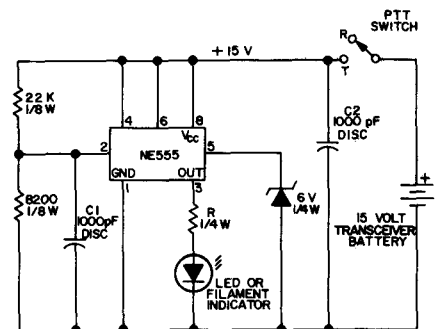 PTT
SWITCH
+15 V
R
T
22 K
1/8 W
4
6
8
VCC
2
NE555
5
GND
OUT
1
3
C2
1000 pF
DISC
8200
1/8 W
C1
1000pF
DISC
R
1/4 W
6 V
1/4W
+
15 VOLT
TRANSCEIVER
BATTERY
LED OR
FILAMENT
INDICATOR